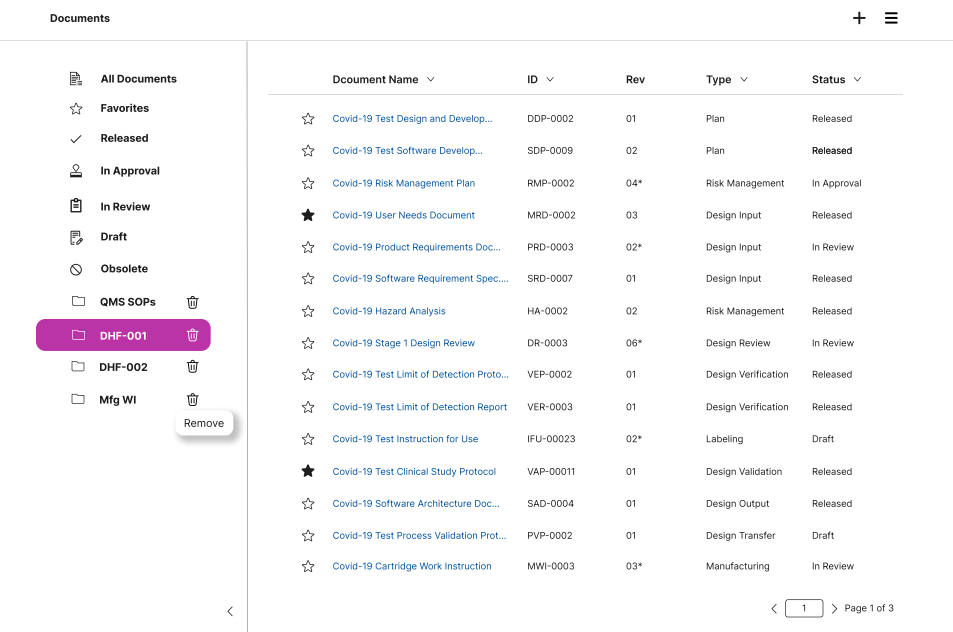 Documents
All Documents
Favorites
Released
In Approval
In Review
Draft
Obsolete
QMS SOPs
DHF-001
DHF-002
Mfg WI
Remove
Dcoument Name ID Rev Type Status
Covid-19 Test Design and Develop... DDP-0002 01 Plan Released
Covid-19 Test Software Develop... SDP-0009 02 Plan Released
Covid-19 Risk Management Plan RMP-0002 04* Risk Management In Approval
Covid-19 User Needs Document MRD-0002 03 Design Input Released
Covid-19 Product Requirements Doc... PRD-0003 02* Design Input In Review
Covid-19 Software Requirement Spec.... SRD-0007 01 Design Input Released
Covid-19 Hazard Analysis HA-0002 02 Risk Management Released
Covid-19 Stage 1 Design Review DR-0003 06* Design Review In Review
Covid-19 Test Limit of Detection Proto... VEP-0002 01 Design Verification Released
Covid-19 Test Limit of Detection Report VER-0003 01 Design Verification Released
Covid-19 Test Instruction for Use IFU-00023 02* Labeling Draft
Covid-19 Test Clinical Study Protocol VAP-00011 01 Design Validation Released
Covid-19 Software Architecture Doc... SAD-0004 01 Design Output Released
Covid-19 Test Process Validation Prot... PVP-0002 01 Design Transfer Draft
Covid-19 Cartridge Work Instruction MWI-0003 03* Manufacturing In Review
1 Page 1 of 3